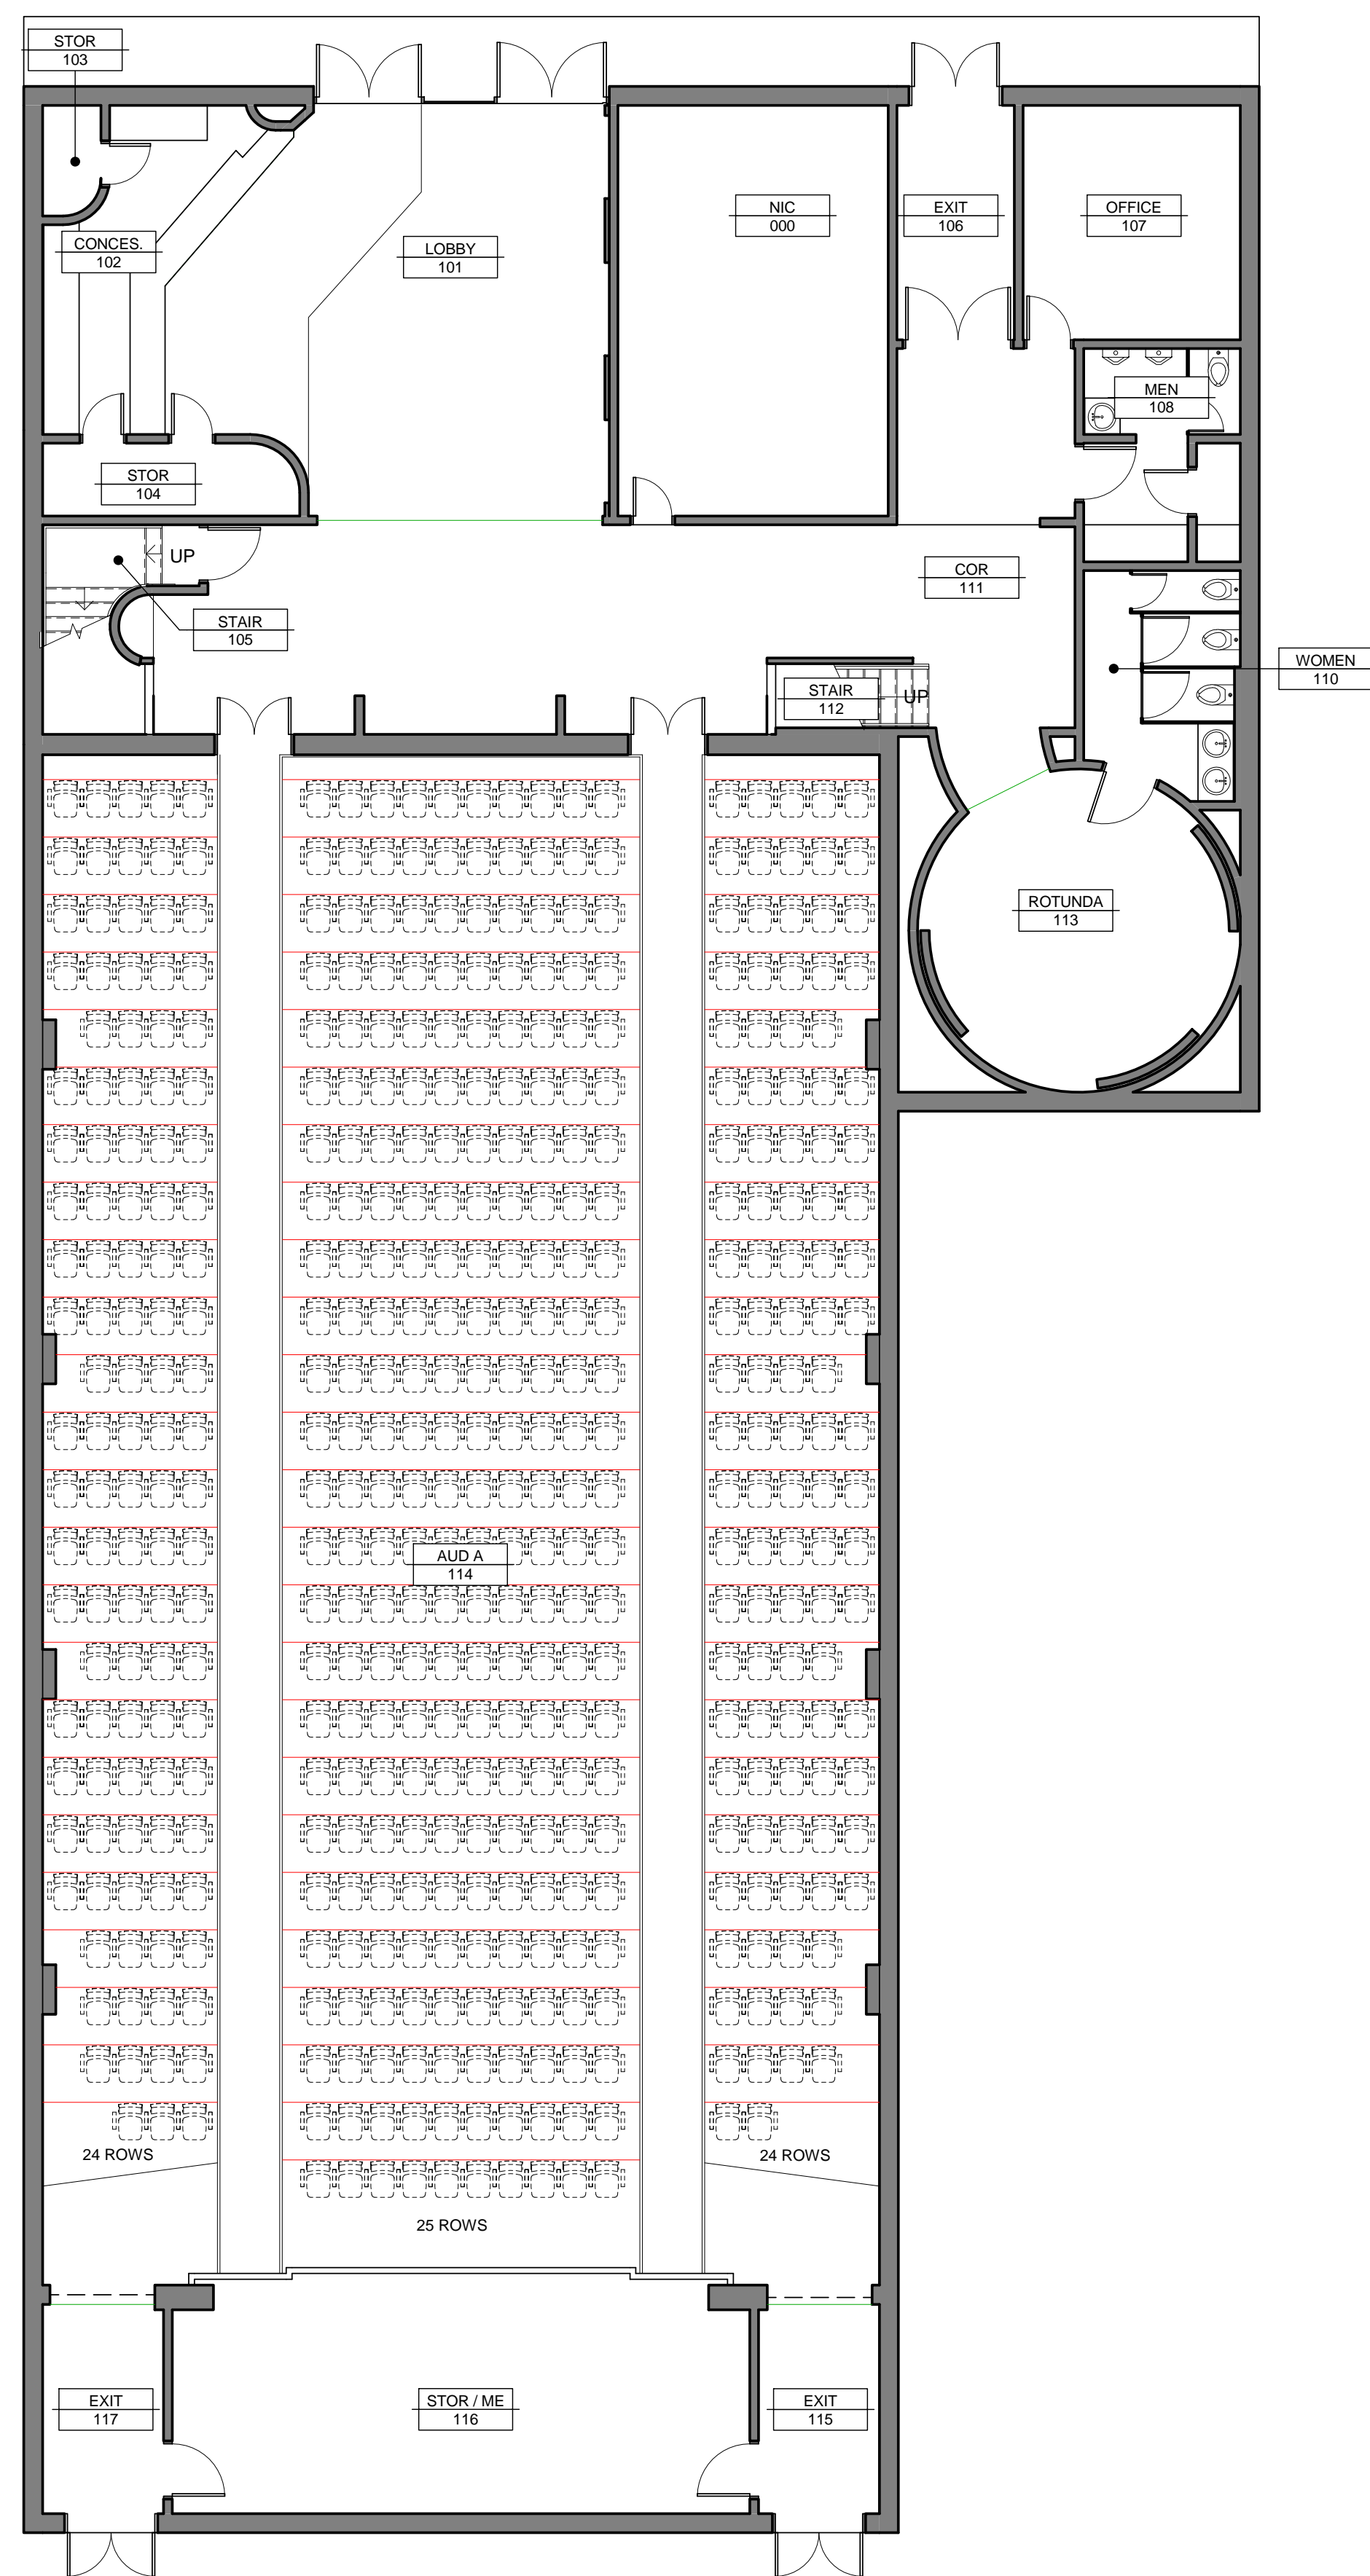 STOR
103
NIC
000
EXIT
106
OFFICE
107
CONCES.
102
LOBBY
101
MEN
108
STOR
104
UP
COR
111
STAIR
105
WOMEN
110
STAIR
112
UP
ROTUNDA
113
AUD A
114
24 ROWS
24 ROWS
25 ROWS
EXIT
117
STOR / ME
116
EXIT
115